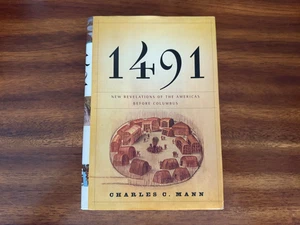 1491
NEW REVELATIONS OF THE AMERICAS
BEFORE COLUMBUS
CHARLES C. MANN